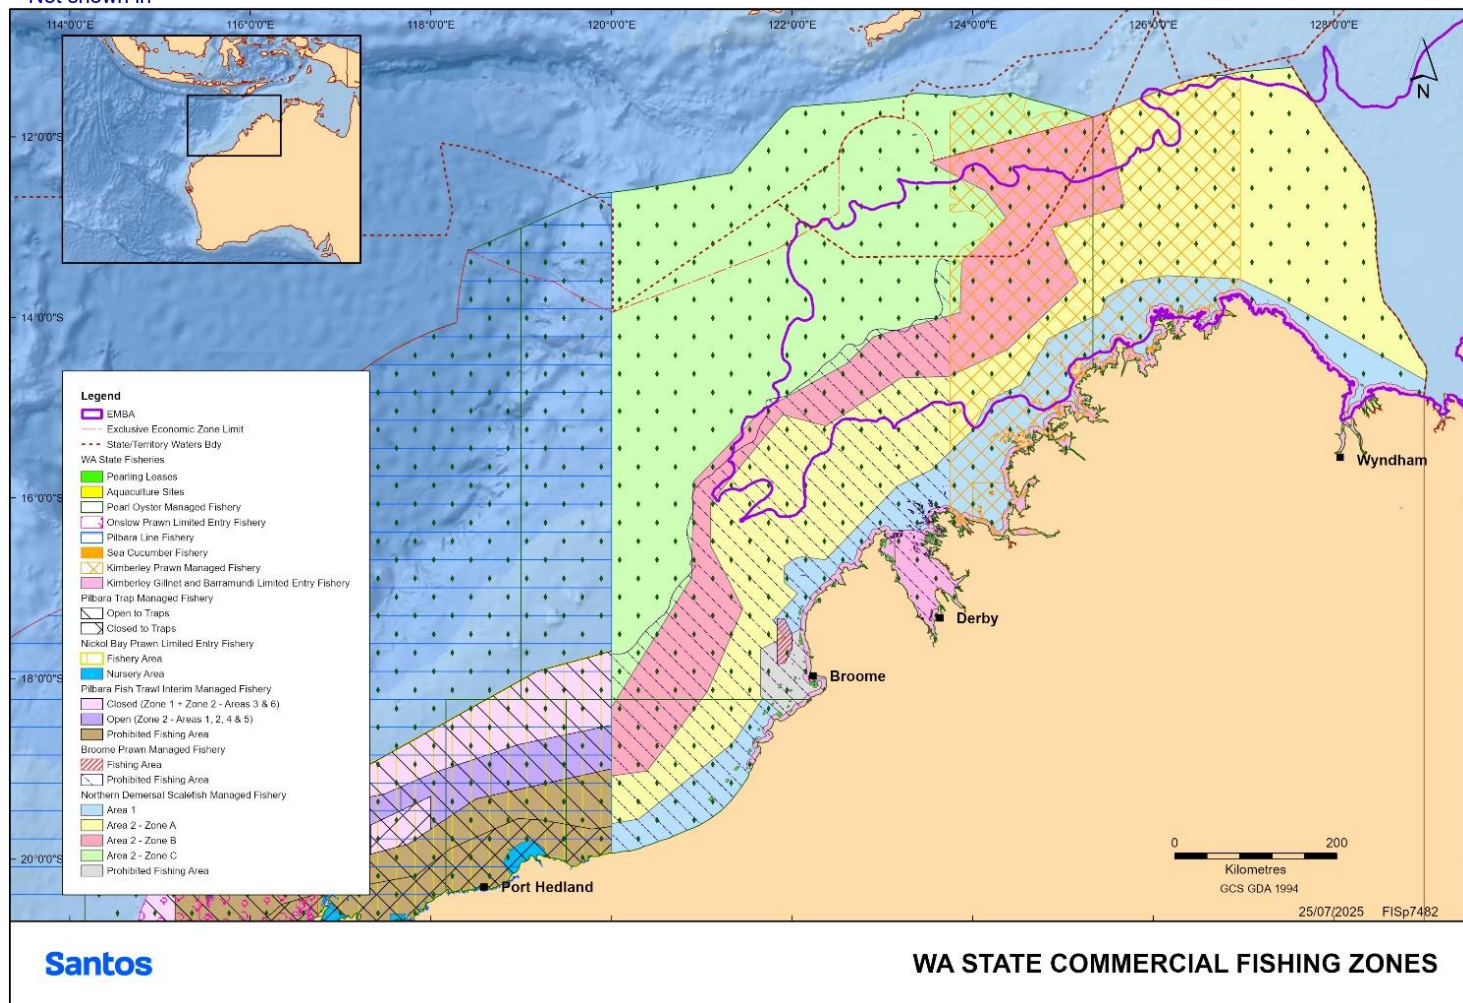 Not shown in
114°0'0"E
116°0'0"E
118°0'0"E
120°0'0"E
122°0'0"E
124°0'0"E
126°0'0"E
128°0'0"E
N
12°0'0"S
14°0'0"S
16°0'0"S
18°0'0"S
20°0'0"S
Legend
EMBA
Exclusive Economic Zone Limit
State/Territory Waters Bdy
WA State Fisheries
Pearling Leases
Aquaculture Sites
Pearl Oyster Managed Fishery
Onslow Prawn Limited Entry Fishery
Pilbara Line Fishery
Sea Cucumber Fishery
Kimberley Prawn Managed Fishery
Kimberley Gillnet and Barramundi Limited Entry Fishery
Pilbara Trap Managed Fishery
Open to Traps
Closed to Traps
Nickol Bay Prawn Limited Entry Fishery
Fishery Area
Nursery Area
Pilbara Fish Trawl Interim Managed Fishery
Closed (Zone 1 + Zone 2 - Areas 3 & 6)
Open (Zone 2 - Areas 1, 2, 4 & 5)
Prohibited Fishing Area
Broome Prawn Managed Fishery
Fishing Area
Prohibited Fishing Area
Northern Demersal Scalefish Managed Fishery
Area 1
Area 2 - Zone A
Area 2 - Zone B
Area 2 - Zone C
Prohibited Fishing Area
Wyndham
Derby
Broome
Port Hedland
0 200
Kilometres
GCS GDA 1994
25/07/2025 FISp7482
Santos
WA STATE COMMERCIAL FISHING ZONES